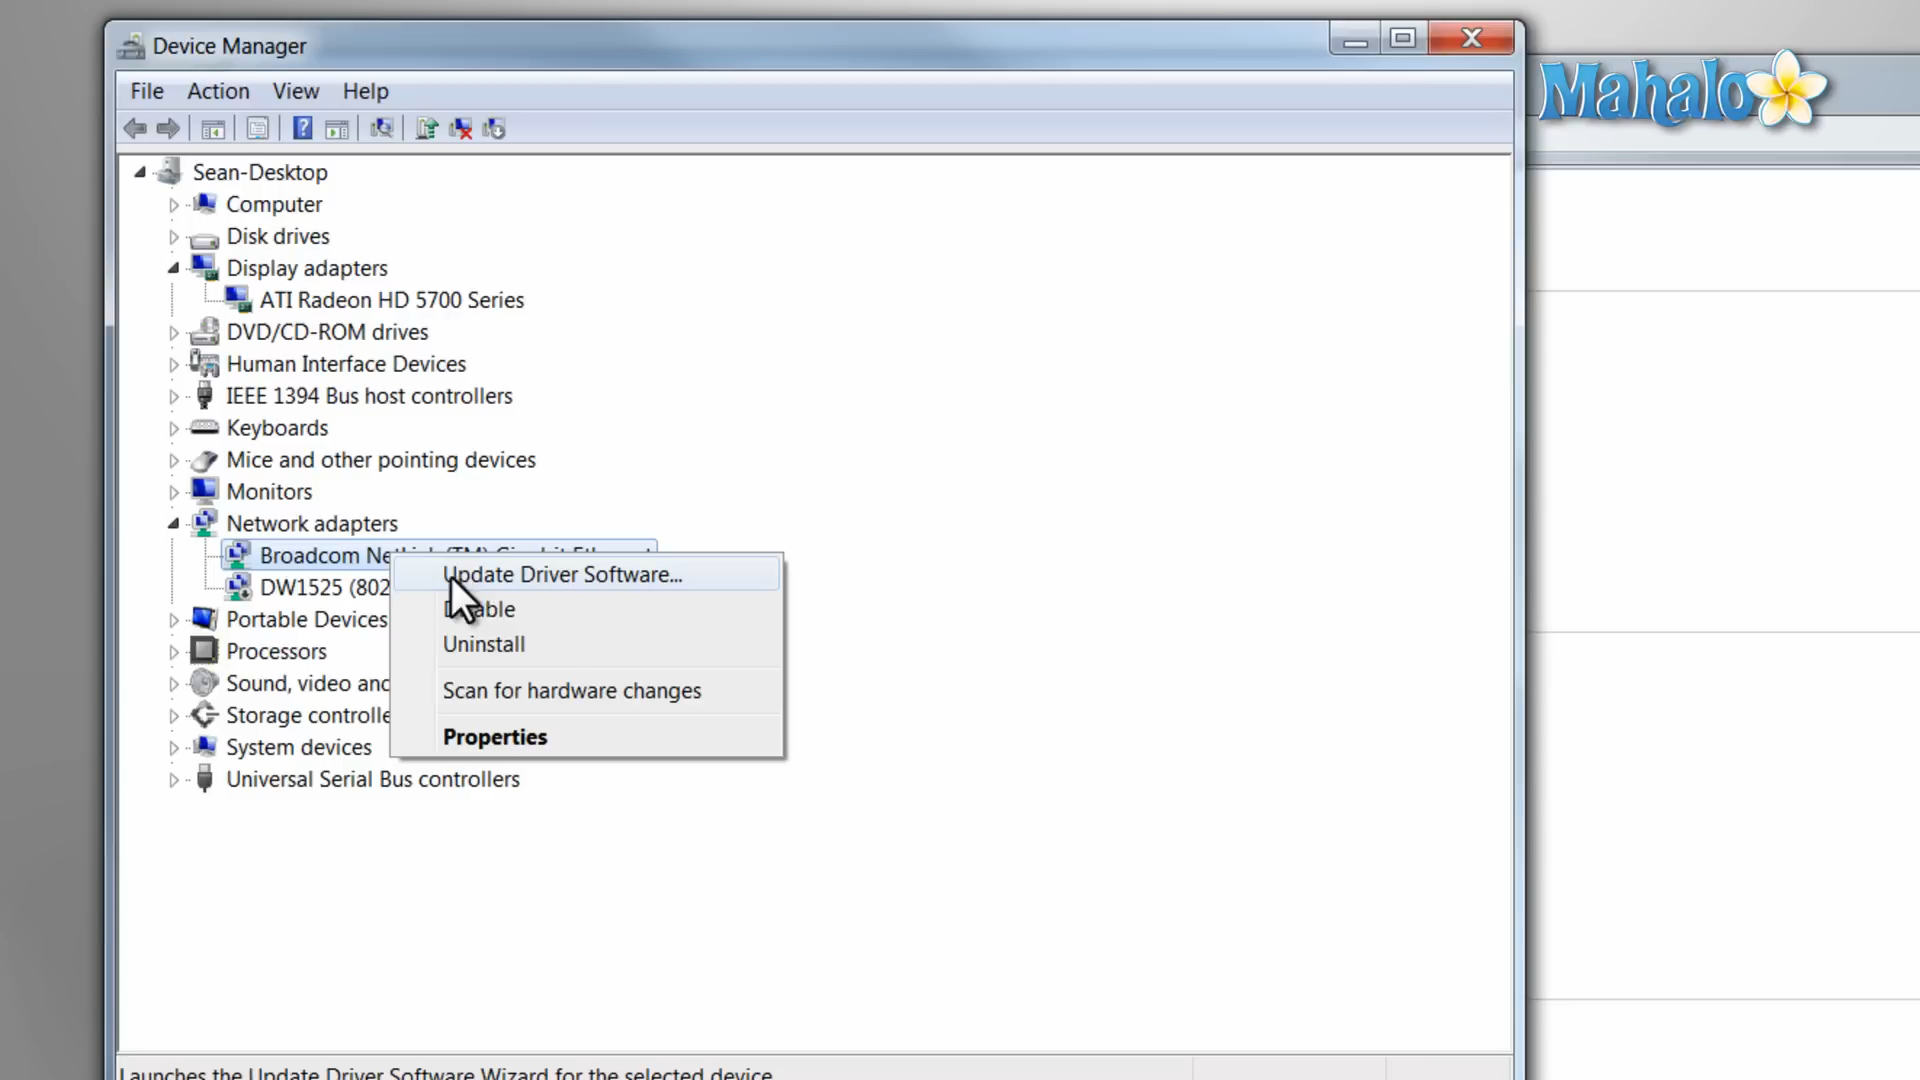 Device Manager
Mahalo
File Action View Help
Sean-Desktop
Computer
Disk drives
Display adapters
ATI Radeon HD 5700 Series
DVD/CD-ROM drives
Human Interface Devices
IEEE 1394 Bus host controllers
Keyboards
Mice and other pointing devices
Monitors
Network adapters
Broadcom
Update Driver Software...
DW1525 (802
Portable Devices
Uninstall
Processors
Scan for hardware changes
Sound, video
Storage
Properties
System devices
Universal Serial Bus controllers
Launches the Update Driver Software Wizard for the selected device